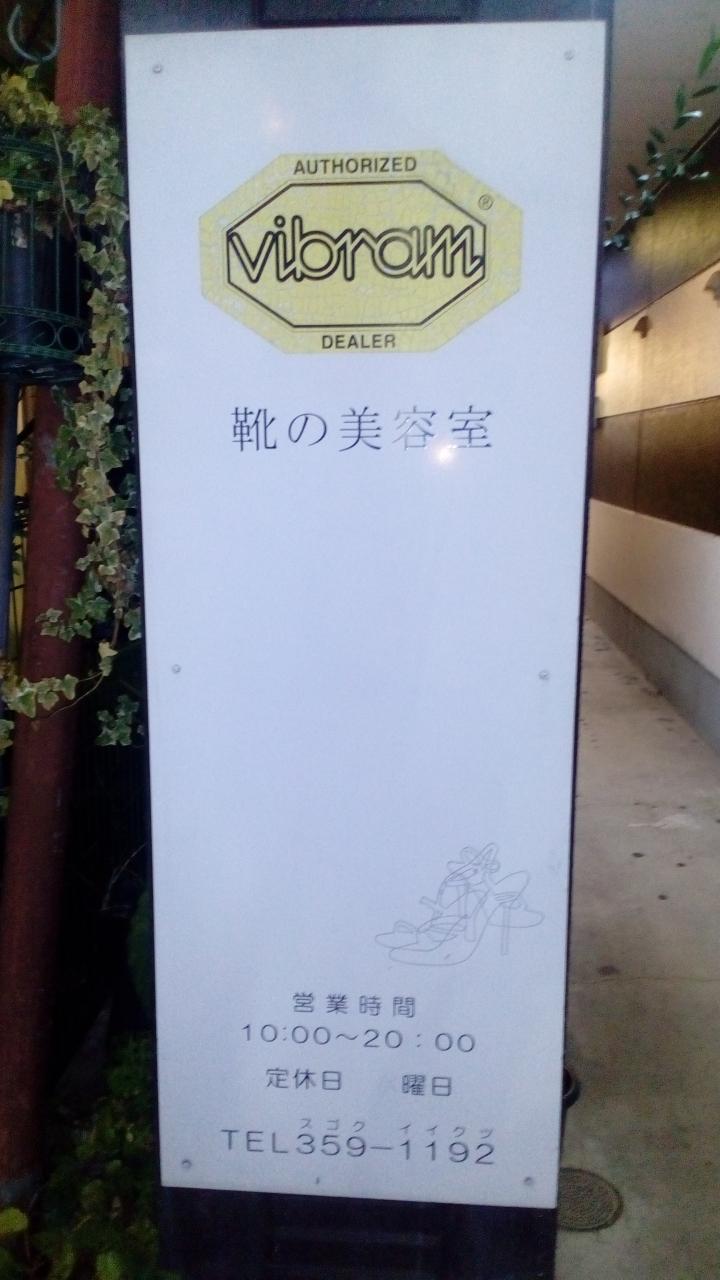 AUTHORIZED
vibram®
DEALER
靴の美容室
営業時間
10:00～20:00
定休日　　曜日
スゴク　イイクツ
TEL359-1192